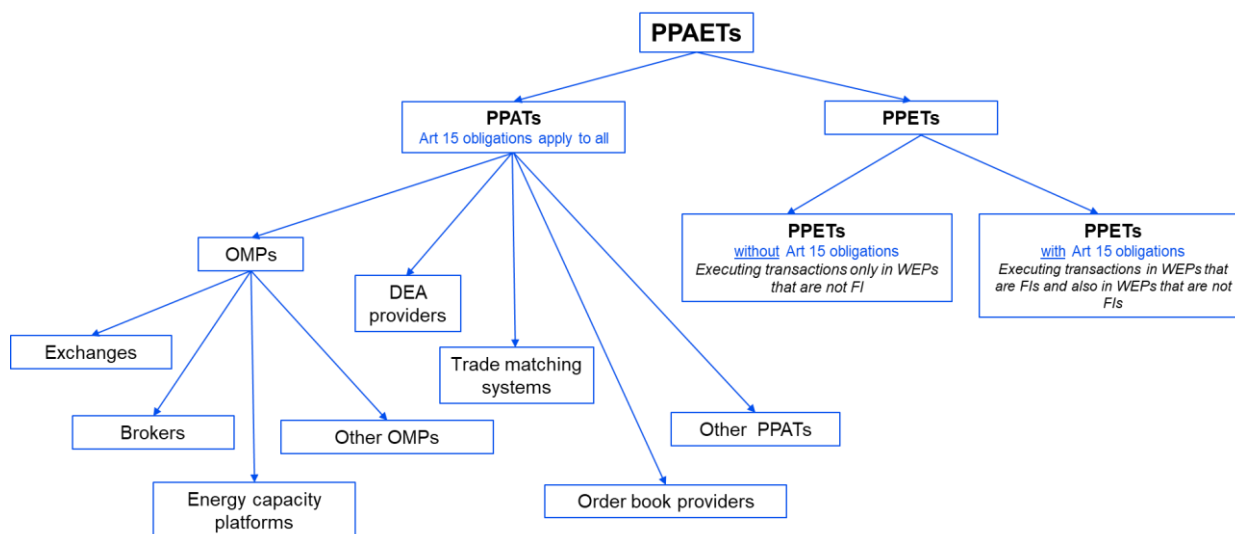 PPAETs
PPATs
Art 15 obligations apply to all
PPETs
PPETs
without Art 15 obligations
Executing transactions only in WEPs
that are not FI
PPETs
with Art 15 obligations
Executing transactions in WEPs that
are FIs and also in WEPs that are not
FIs
OMPs
DEA
providers
Exchanges
Trade matching
systems
Brokers
Other OMPs
Other PPATs
Energy capacity
platforms
Order book providers